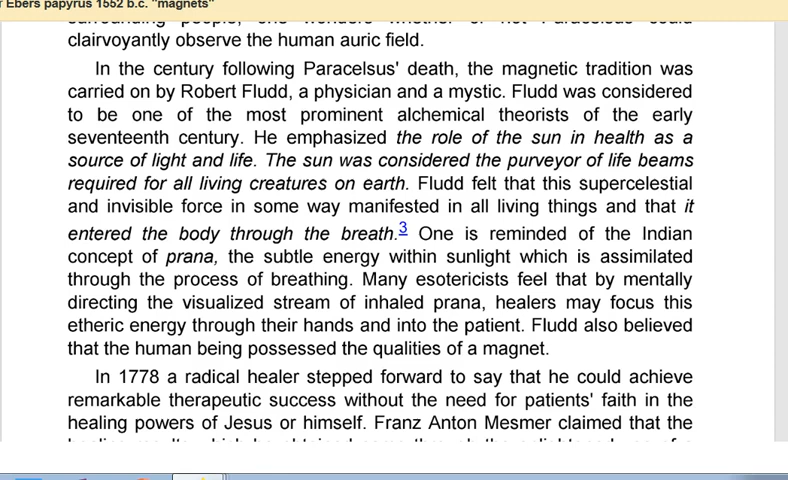 Ebers papyrus 1552 b.c. "magnets"
surrounding people, one wonders whether or not Paracelsus could
clairvoyantly observe the human auric field.
In the century following Paracelsus' death, the magnetic tradition was
carried on by Robert Fludd, a physician and a mystic. Fludd was considered
to be one of the most prominent alchemical theorists of the early
seventeenth century. He emphasized the role of the sun in health as a
source of light and life. The sun was considered the purveyor of life beams
required for all living creatures on earth. Fludd felt that this supercelestial
and invisible force in some way manifested in all living things and that it
entered the body through the breath.3 One is reminded of the Indian
concept of prana, the subtle energy within sunlight which is assimilated
through the process of breathing. Many esotericists feel that by mentally
directing the visualized stream of inhaled prana, healers may focus this
etheric energy through their hands and into the patient. Fludd also believed
that the human being possessed the qualities of a magnet.
In 1778 a radical healer stepped forward to say that he could achieve
remarkable therapeutic success without the need for patients' faith in the
healing powers of Jesus or himself. Franz Anton Mesmer claimed that the